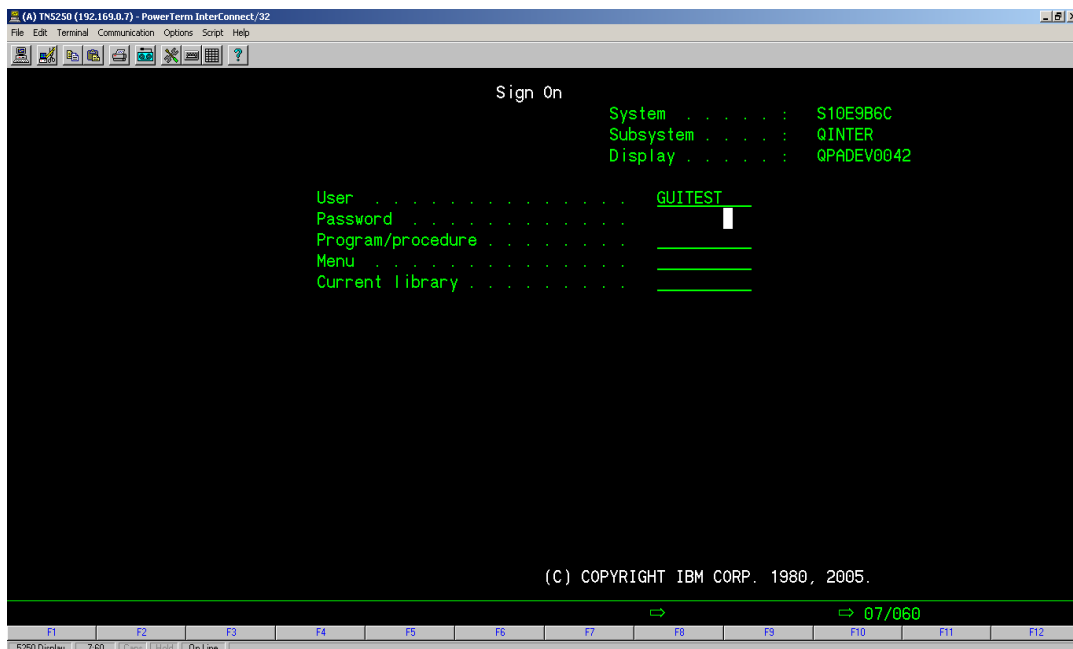 (A) TN5250 (192.169.0.7) - PowerTerm InterConnect/32
File Edit Terminal Communication Options Script Help
Sign On
System . . . . . : S10E9B6C
Subsystem . . . . : QINTER
Display . . . . . : QPADEV0042
User . . . . . . . . . . . . . . GUITEST
Password . . . . . . . . . . . .
Program/procedure . . . . . . . .
Menu . . . . . . . . . . . . . .
Current library . . . . . . . . .
(C) COPYRIGHT IBM CORP. 1980, 2005.
⇨ ⇨ 07/060
F1 F2 F3 F4 F5 F6 F7 F8 F9 F10 F11 F12
5250 Display 7:60 Caps Hold On Line